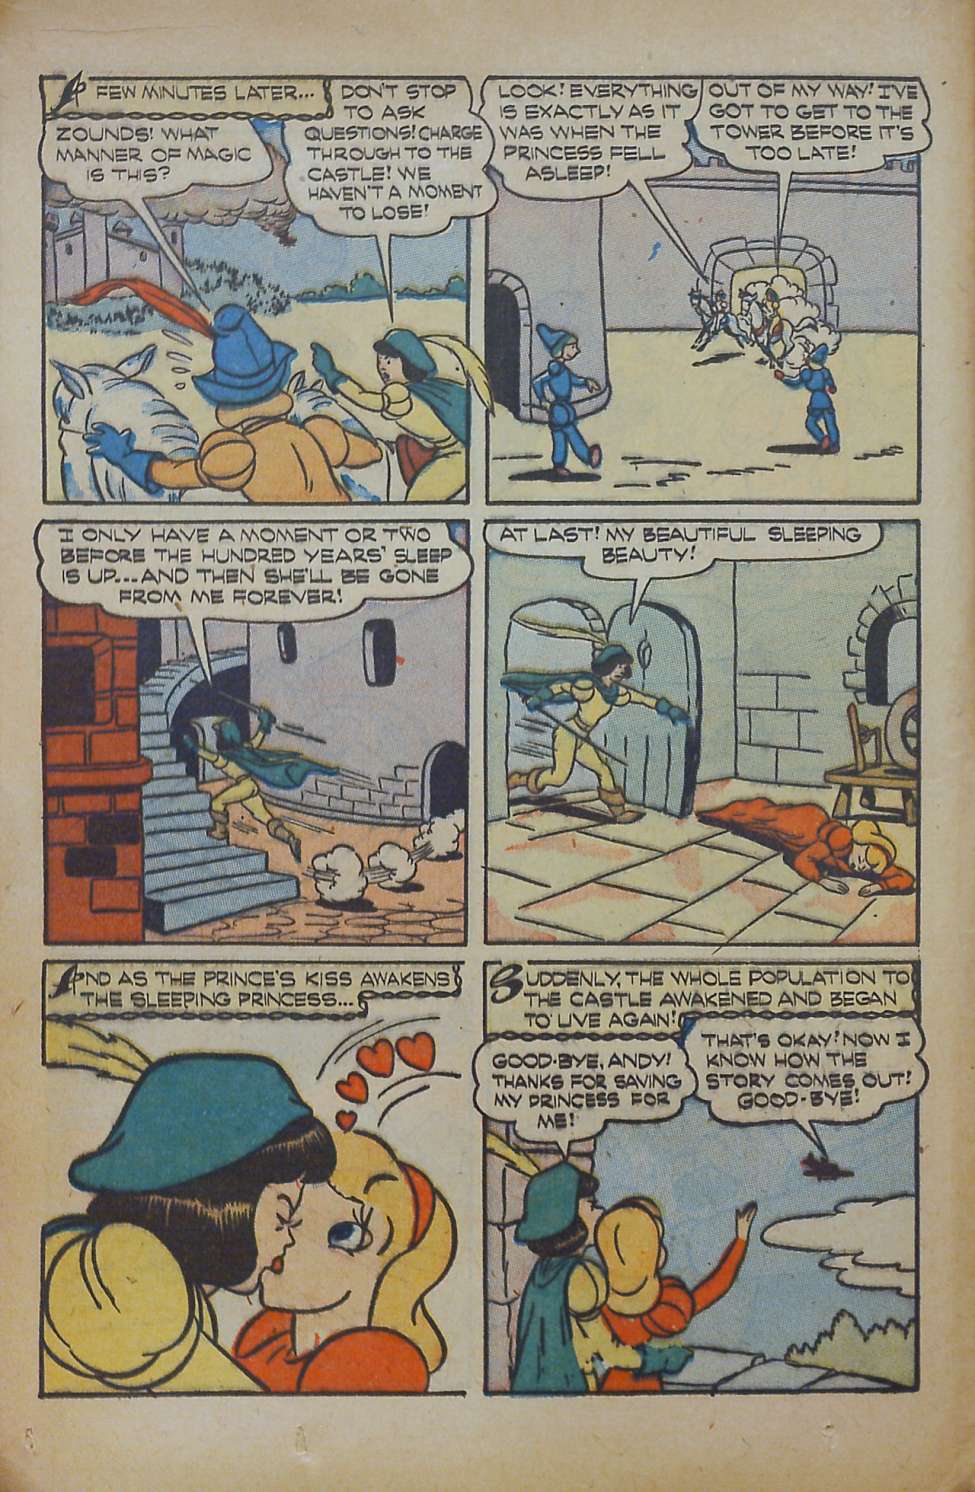 A FEW MINUTES LATER...
ZOUNDS! WHAT
MANNER OF MAGIC
IS THIS?
DON'T STOP
TO ASK
QUESTIONS! CHARGE
THROUGH TO THE
CASTLE! WE
HAVEN'T A MOMENT
TO LOSE!
LOOK! EVERYTHING
IS EXACTLY AS IT
WAS WHEN THE
PRINCESS FELL
ASLEEP!
OUT OF MY WAY! I'VE
GOT TO GET TO THE
TOWER BEFORE IT'S
TOO LATE!
I ONLY HAVE A MOMENT OR TWO
BEFORE THE HUNDRED YEARS' SLEEP
IS UP... AND THEN SHE'LL BE GONE
FROM ME FOREVER!
AT LAST! MY BEAUTIFUL SLEEPING
BEAUTY!
AND AS THE PRINCE'S KISS AWAKENS
THE SLEEPING PRINCESS...
SUDDENLY, THE WHOLE POPULATION TO
THE CASTLE AWAKENED AND BEGAN
TO LIVE AGAIN!
GOOD-BYE, ANDY!
THANKS FOR SAVING
MY PRINCESS FOR
ME!
THAT'S OKAY! NOW I
KNOW HOW THE
STORY COMES OUT!
GOOD-BYE!